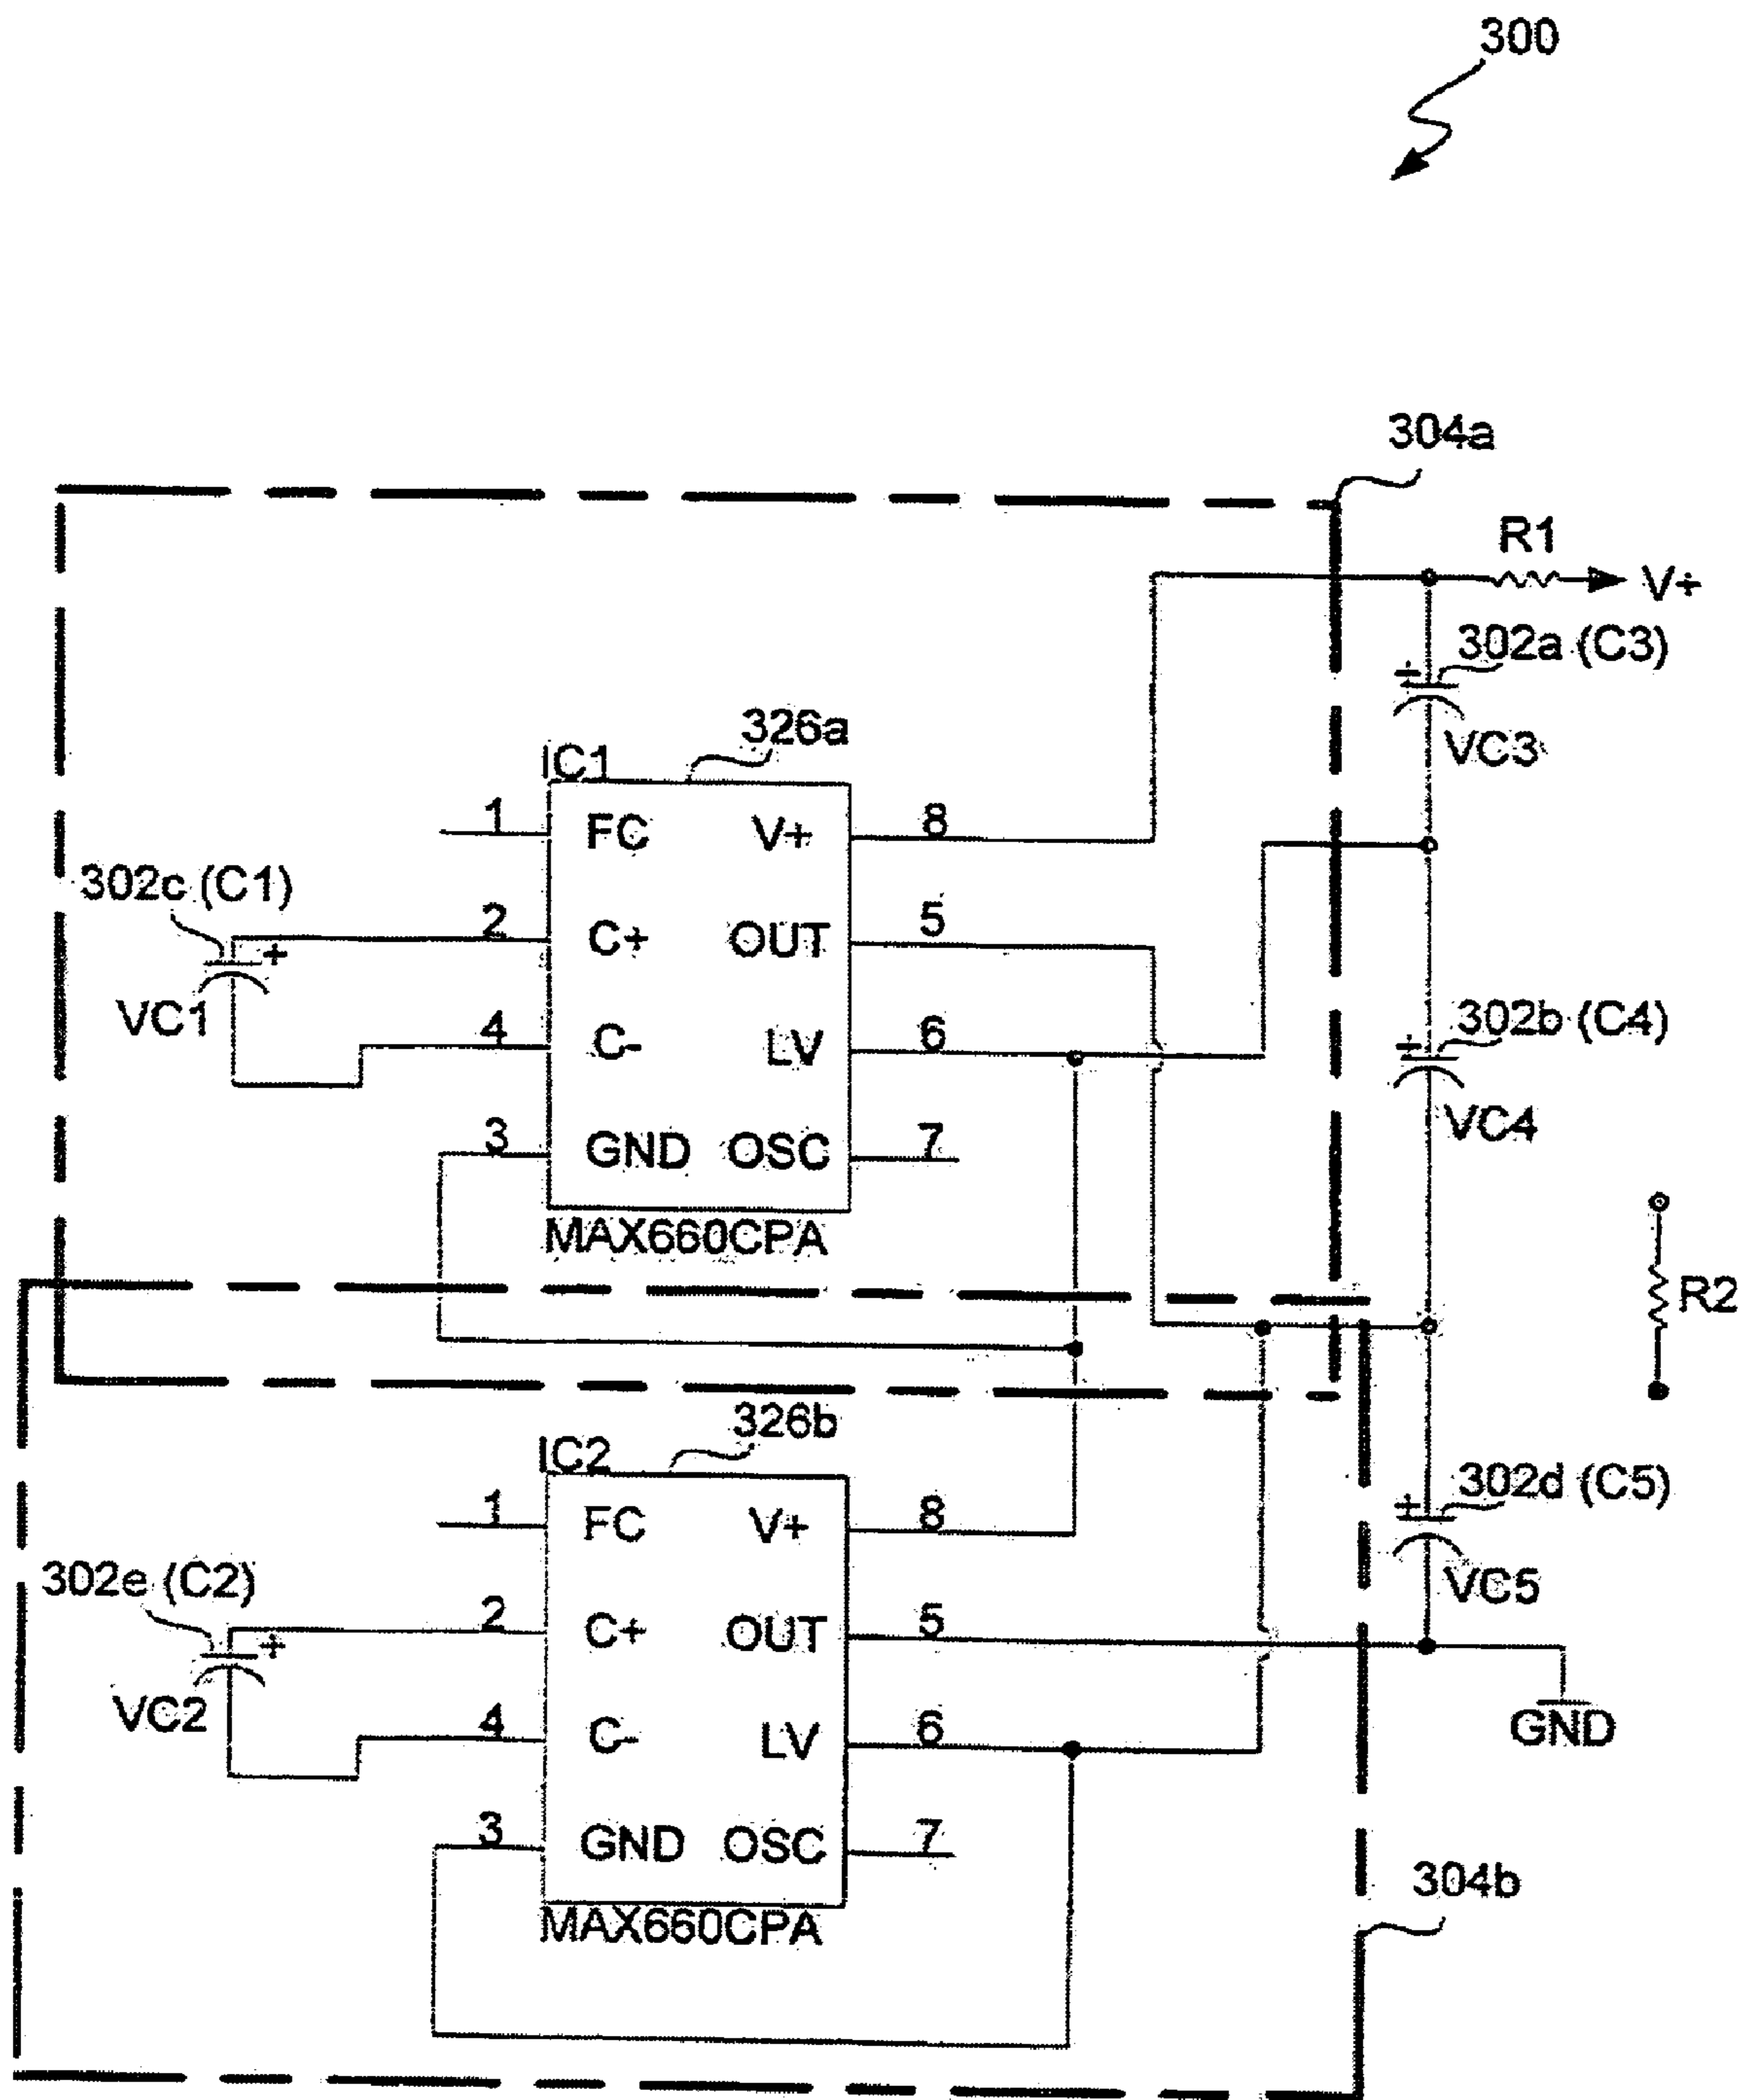 300
304a
R1
V+
302a (C3)
VC3
326a
IC1
1 FC V+ 8
302c (C1)
2 C+ OUT 5
+
VC1
302b (C4)
4 C- LV 6
+
VC4
3 GND OSC 7
MAX660CPA
R2
326b
IC2
302d (C5)
1 FC V+ 8
+
302e (C2)
VC5
2 C+ OUT 5
+
VC2
4 C- LV 6
GND
3 GND OSC 7
304b
MAX660CPA